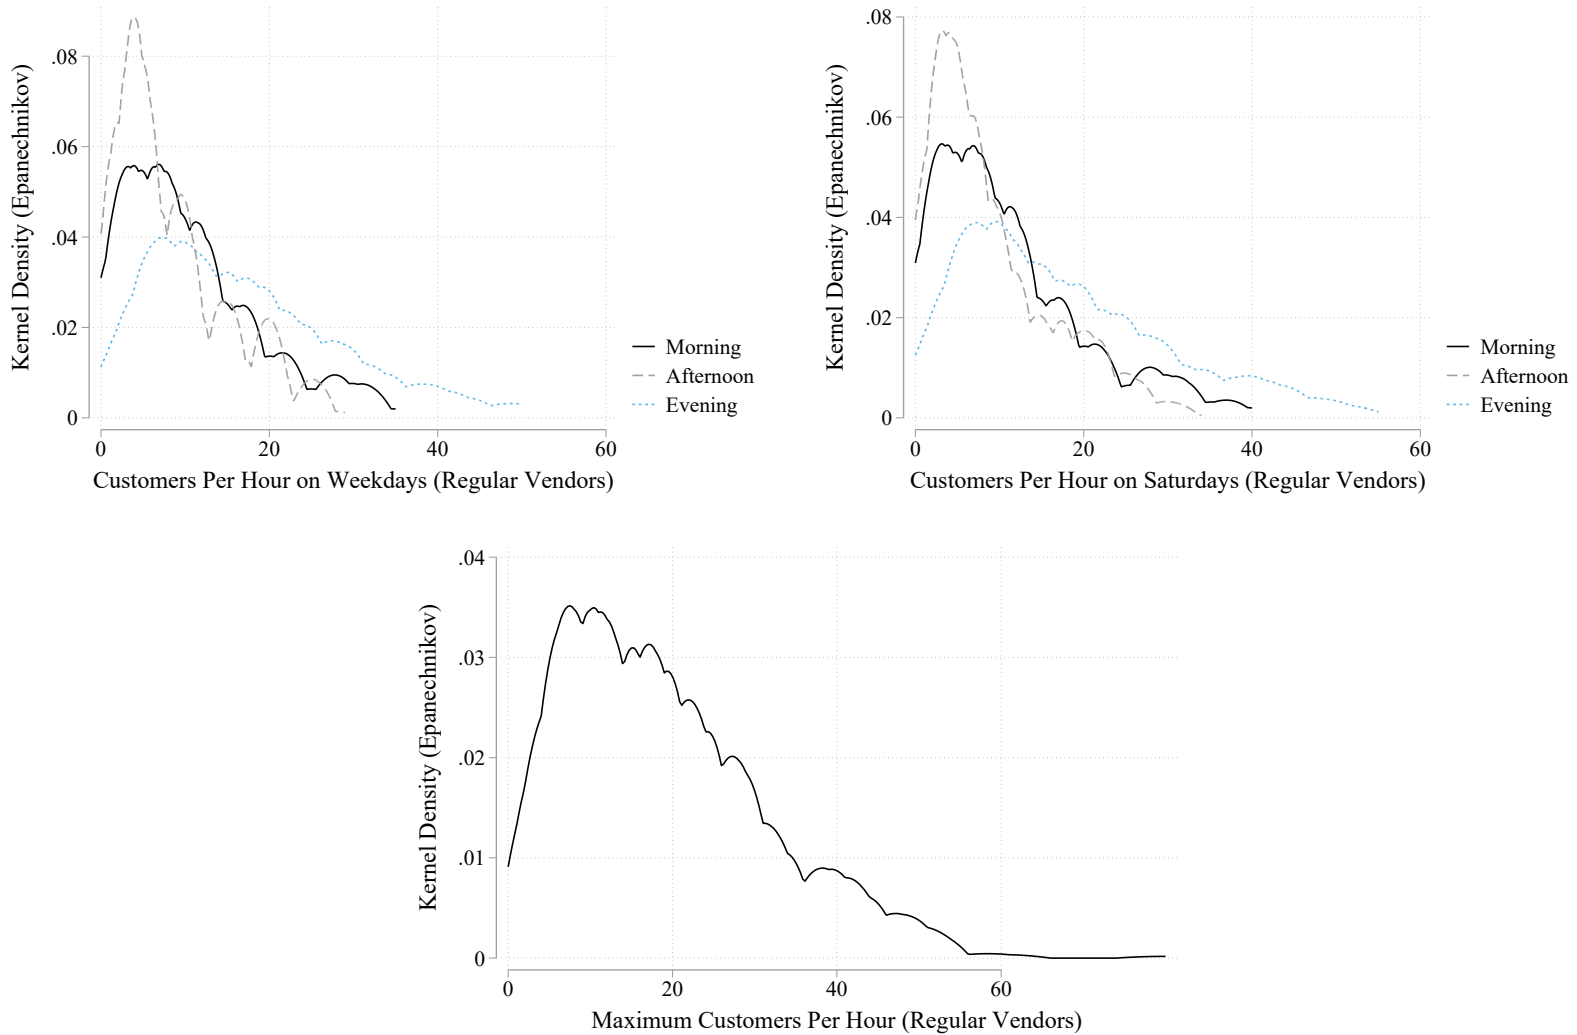 Kernel Density (Epanechnikov)
.08
.06
.04
.02
0
0 20 40 60
Customers Per Hour on Weekdays (Regular Vendors)
Morning
Afternoon
Evening
Kernel Density (Epanechnikov)
.08
.06
.04
.02
0
0 20 40 60
Customers Per Hour on Saturdays (Regular Vendors)
Morning
Afternoon
Evening
Kernel Density (Epanechnikov)
.04
.03
.02
.01
0
0 20 40 60
Maximum Customers Per Hour (Regular Vendors)